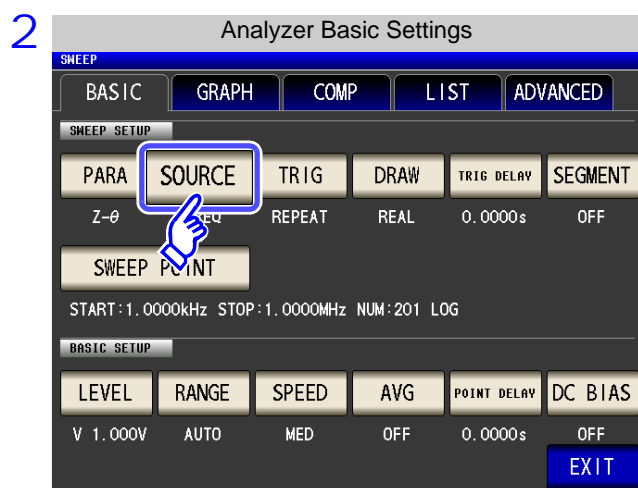 2
Analyzer Basic Settings
SWEEP
BASIC GRAPH COMP LIST ADVANCED
SWEEP SETUP
PARA SOURCE TRIG DRAW TRIG DELAY SEGMENT
Z-θ REPEAT REAL 0.0000s OFF
SWEEP POINT
START:1.0000kHz STOP:1.0000MHz NUM:201 LOG
BASIC SETUP
LEVEL RANGE SPEED AVG POINT DELAY DC BIAS
V 1.000V AUTO MED OFF 0.0000s OFF
EXIT